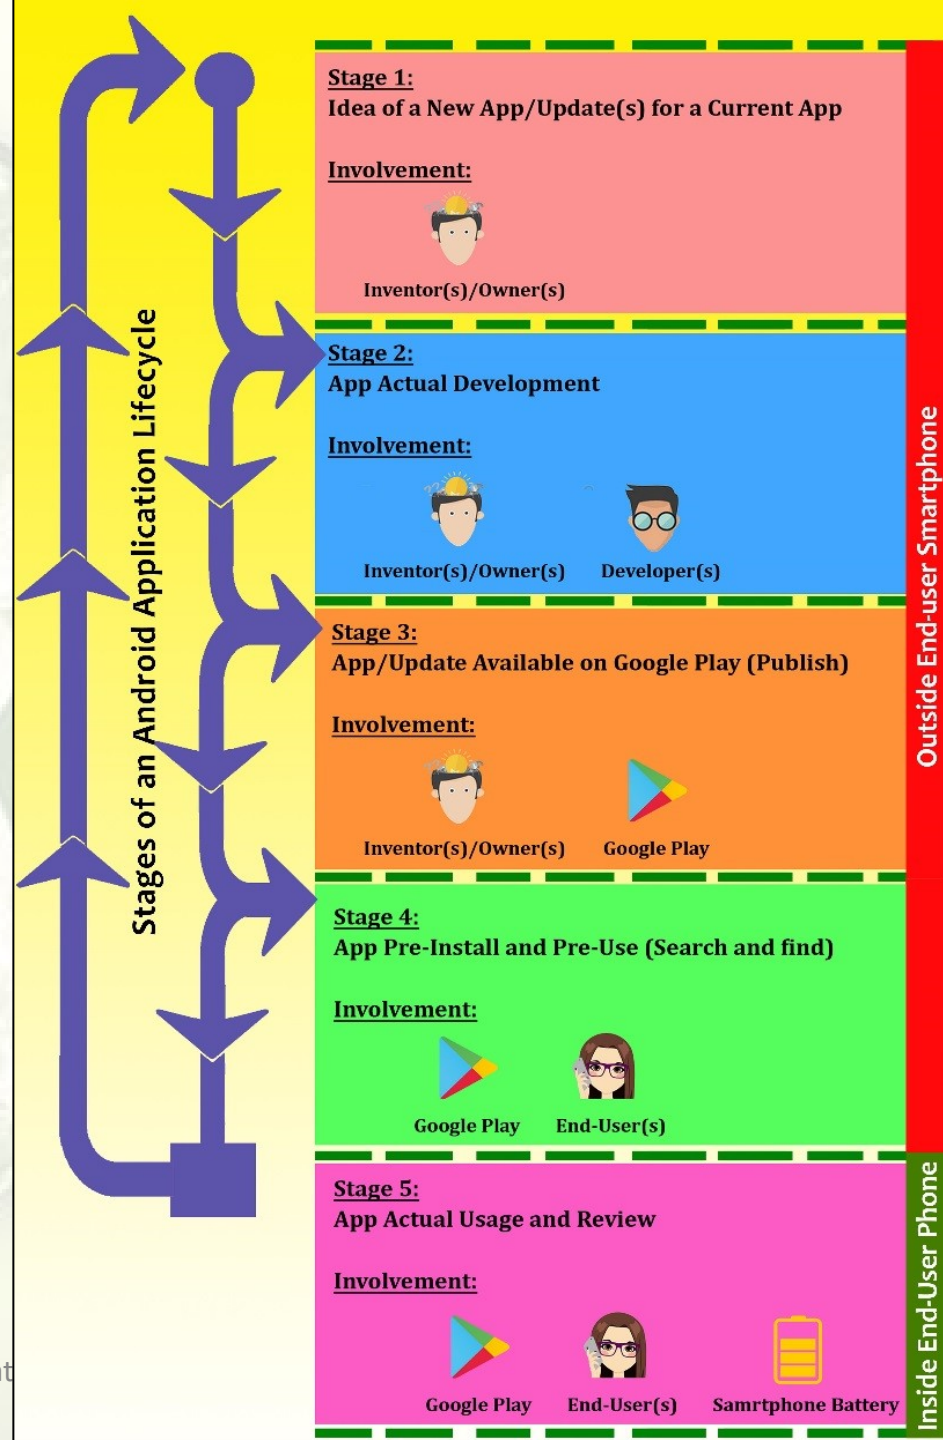 Stages of an Android Application Lifecycle
Stage 1:
Idea of a New App/Update(s) for a Current App
Involvement:
Inventor(s)/Owner(s)
Stage 2:
App Actual Development
Involvement:
Inventor(s)/Owner(s) Developer(s)
Stage 3:
App/Update Available on Google Play (Publish)
Involvement:
Inventor(s)/Owner(s) Google Play
Stage 4:
App Pre-Install and Pre-Use (Search and find)
Involvement:
Google Play End-User(s)
Stage 5:
App Actual Usage and Review
Involvement:
Google Play End-User(s) Samrtphone Battery
Outside End-user Smartphone
Inside End-User Phone